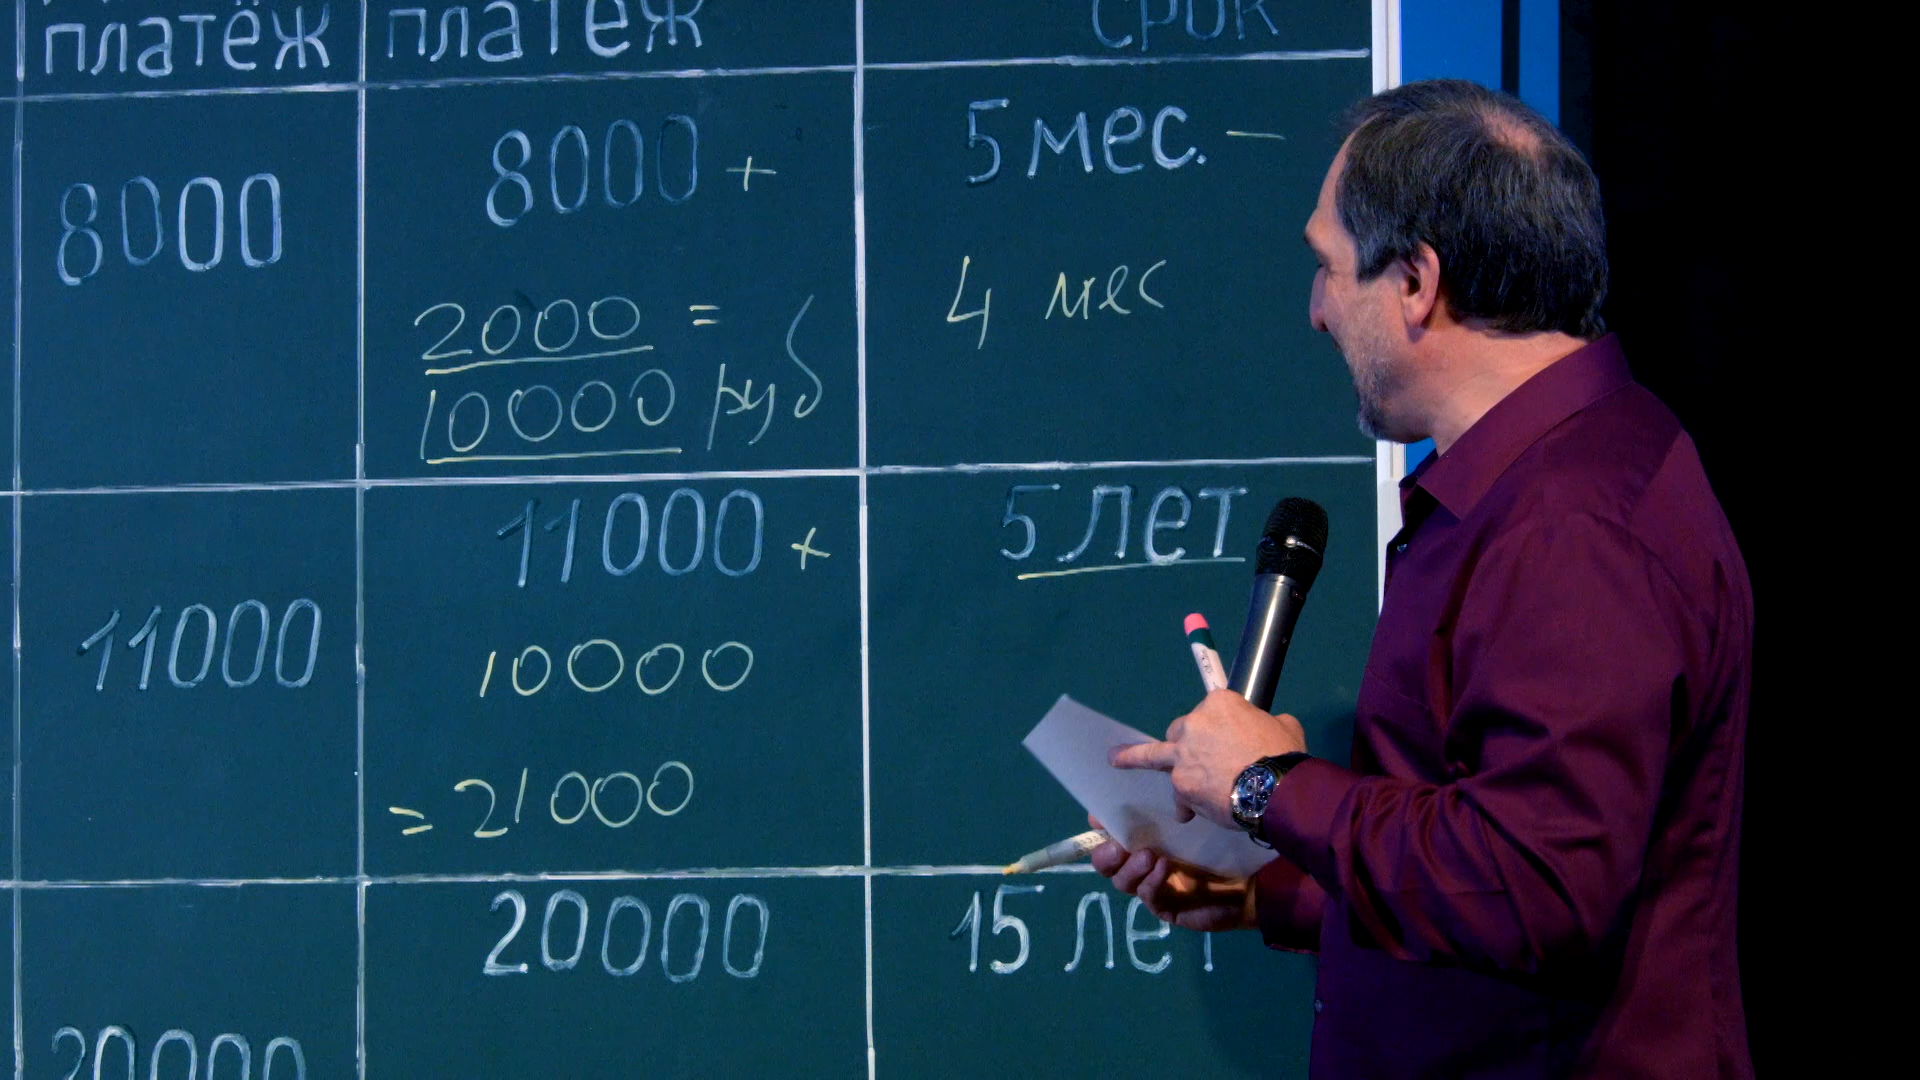 платёж платёж срок
8000 8000 + 5 мес. –
2000 = 4 мес
10000 руб
11000 11000 + 5 лет
10000
= 21000
20000 20000 15 лет